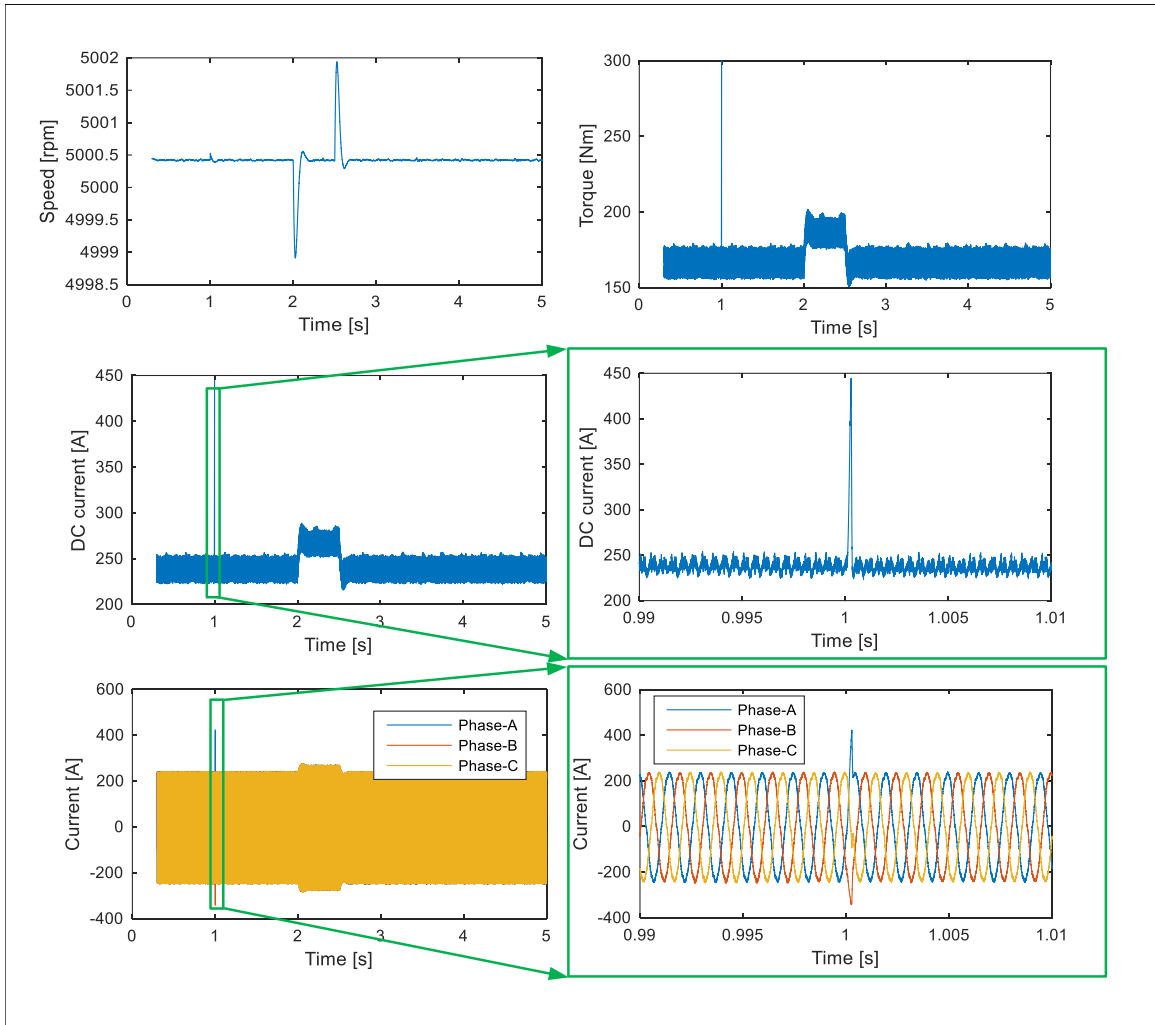 5002
5001.5
5001
5000.5
5000
4999.5
4999
4998.5
0 1 2 3 4 5
Speed [rpm]
Time [s]
300
250
200
150
0 1 2 3 4 5
Torque [Nm]
Time [s]
450
400
350
300
250
200
0 1 2 3 4 5
DC current [A]
Time [s]
450
400
350
300
250
200
0.99 0.995 1 1.005 1.01
DC current [A]
Time [s]
600
400
200
0
-200
-400
0 1 2 3 4 5
Current [A]
Time [s]
Phase-A
Phase-B
Phase-C
600
400
200
0
-200
-400
0.99 0.995 1 1.005 1.01
Current [A]
Time [s]
Phase-A
Phase-B
Phase-C